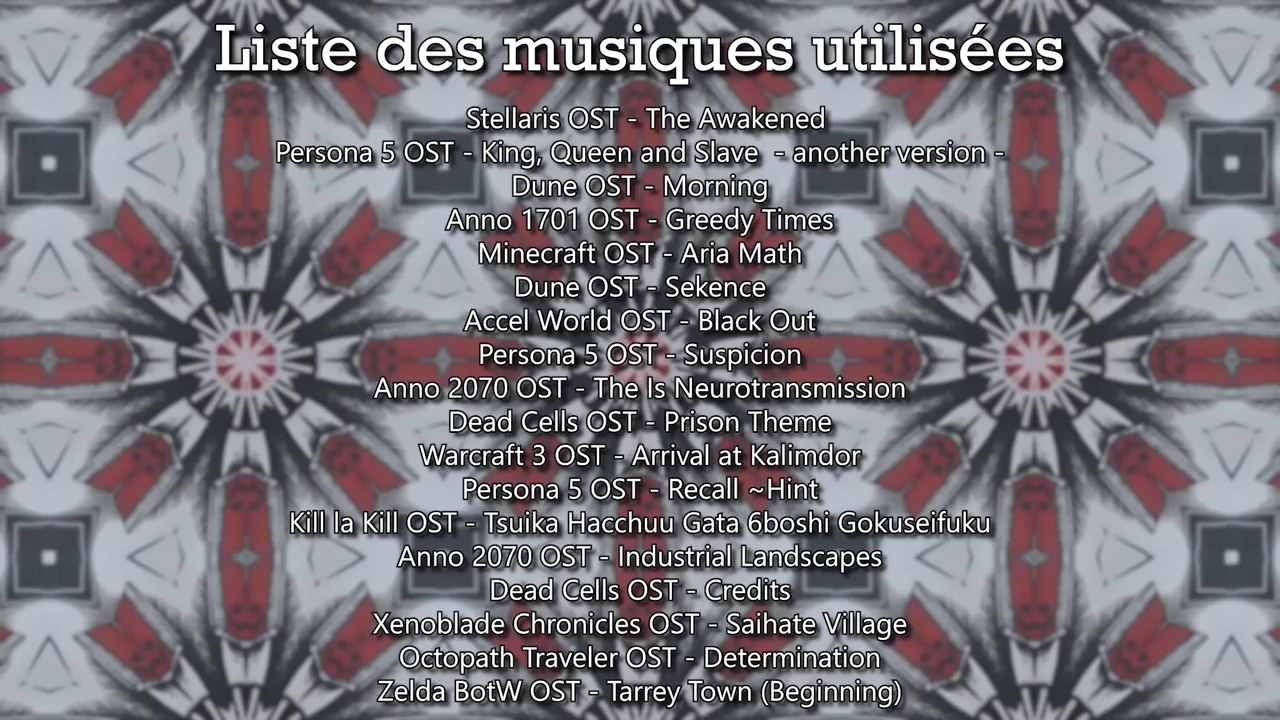 Liste des musiques utilisées
Stellaris OST - The Awakened
Persona 5 OST - King, Queen and Slave - another version -
Dune OST - Morning
Anno 1701 OST - Greedy Times
Minecraft OST - Aria Math
Dune OST - Sekence
Accel World OST - Black Out
Persona 5 OST - Suspicion
Anno 2070 OST - The ls Neurotransmission
Dead Cells OST - Prison Theme
Warcraft 3 OST - Arrival at Kalimdor
Persona 5 OST - Recall ~Hint
Kill la Kill OST - Tsuika Hacchuu Gata 6boshi Gokuseifuku
Anno 2070 OST - Industrial Landscapes
Dead Cells OST - Credits
Xenoblade Chronicles OST - Saihate Village
Octopath Traveler OST - Determination
Zelda BotW OST - Tarrey Town (Beginning)